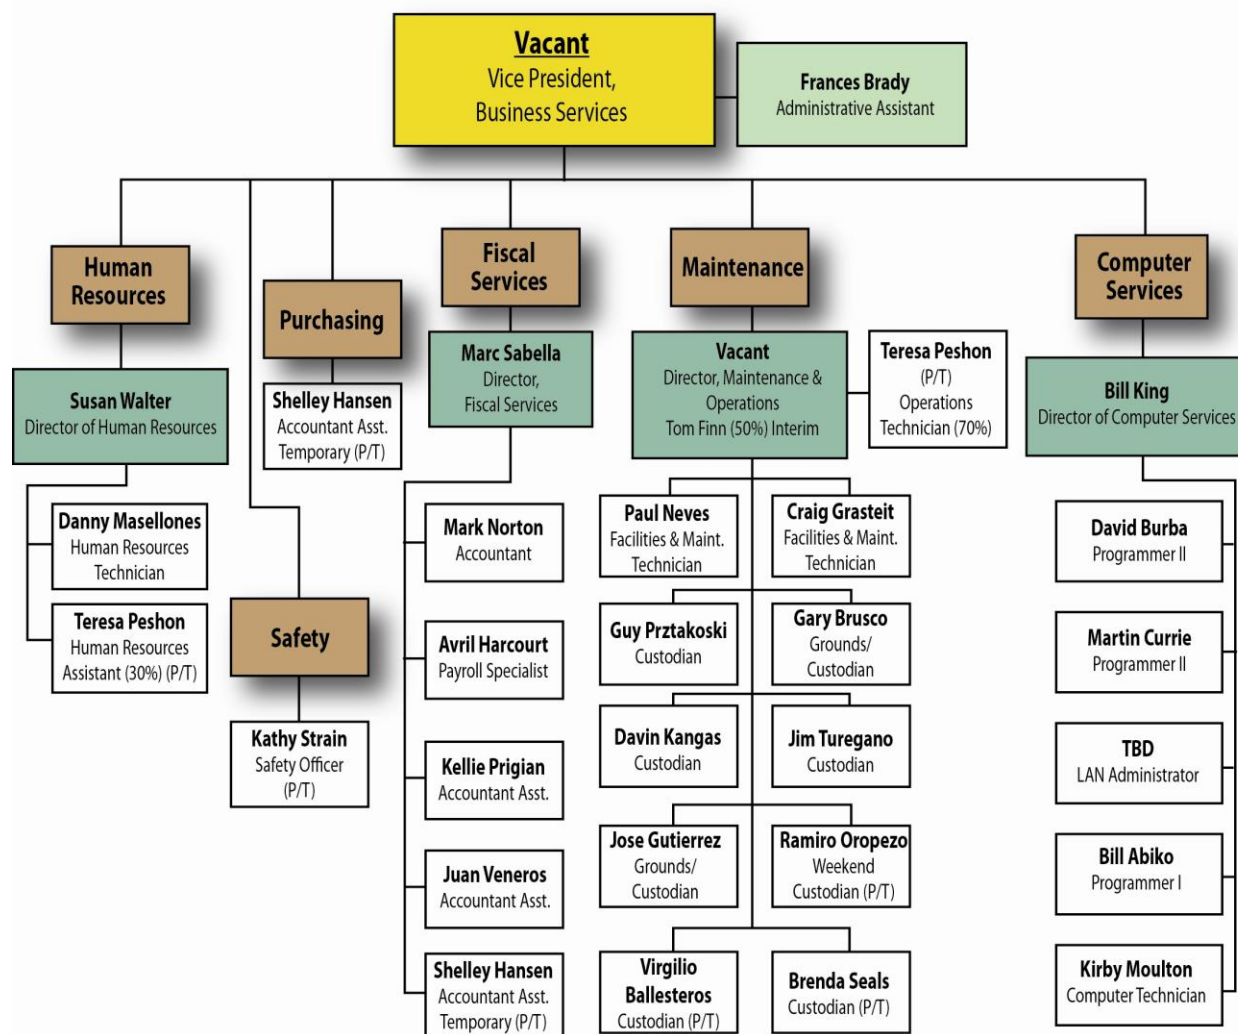 Vacant
Vice President,
Business Services
Frances Brady
Administrative Assistant
Human
Resources
Purchasing
Fiscal
Services
Maintenance
Computer
Services
Susan Walter
Director of Human Resources
Shelley Hansen
Accountant Asst.
Temporary (P/T)
Marc Sabella
Director,
Fiscal Services
Vacant
Director, Maintenance &
Operations
Tom Finn (50%) Interim
Teresa Peshon
(P/T)
Operations
Technician (70%)
Bill King
Director of Computer Services
Danny Masellones
Human Resources
Technician
Teresa Peshon
Human Resources
Assistant (30%) (P/T)
Safety
Kathy Strain
Safety Officer
(P/T)
Mark Norton
Accountant
Avril Harcourt
Payroll Specialist
Kellie Prigian
Accountant Asst.
Juan Veneros
Accountant Asst.
Shelley Hansen
Accountant Asst.
Temporary (P/T)
Paul Neves
Facilities & Maint.
Technician
Craig Grasteit
Facilities & Maint.
Technician
Guy Prztakoski
Custodian
Gary Brusco
Grounds/
Custodian
Davin Kangas
Custodian
Jim Turegano
Custodian
Jose Gutierrez
Grounds/
Custodian
Ramiro Oropezo
Weekend
Custodian (P/T)
Virgilio
Ballesteros
Custodian (P/T)
Brenda Seals
Custodian (P/T)
David Burba
Programmer II
Martin Currie
Programmer II
TBD
LAN Administrator
Bill Abiko
Programmer I
Kirby Moulton
Computer Technician